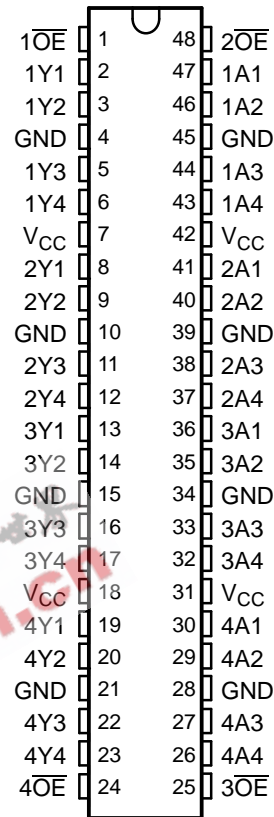 1O̅E̅ 1 48 2O̅E̅
1Y1 2 47 1A1
1Y2 3 46 1A2
GND 4 45 GND
1Y3 5 44 1A3
1Y4 6 43 1A4
VCC 7 42 VCC
2Y1 8 41 2A1
2Y2 9 40 2A2
GND 10 39 GND
2Y3 11 38 2A3
2Y4 12 37 2A4
3Y1 13 36 3A1
3Y2 14 35 3A2
GND 15 34 GND
3Y3 16 33 3A3
3Y4 17 32 3A4
VCC 18 31 VCC
4Y1 19 30 4A1
4Y2 20 29 4A2
GND 21 28 GND
4Y3 22 27 4A3
4Y4 23 26 4A4
4O̅E̅ 24 25 3O̅E̅